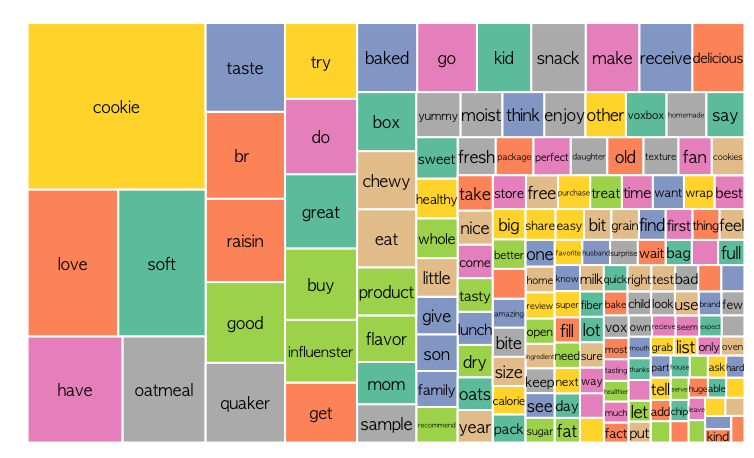 cookie
love
soft
have
oatmeal
taste
br
raisin
good
quaker
try
do
great
buy
influenster
get
baked
box
chewy
eat
product
flavor
mom
sample
go
kid
snack
make
receive
delicious
yummy
moist
think
enjoy
other
voxbox
homemade
say
sweet
healthy
whole
little
give
son
family
recommend
fresh
package
perfect
daughter
old
texture
fan
cookies
take
store
free
purchase
treat
time
want
wrap
best
nice
come
tasty
lunch
dry
oats
year
big
share
easy
bit
grain
find
first
thing
feel
better
one
favorite
husband
surprise
wait
bag
full
amazing
bite
size
calorie
pack
home
know
milk
quick
right
test
bad
review
super
fiber
bake
child
look
use
brand
few
open
fill
lot
vox
own
recieve
seem
expect
ingredient
need
sure
most
mouth
grab
list
only
oven
keep
next
way
tasting
thanks
part
house
ask
hard
see
day
healthier
tell
serve
huge
able
sugar
fat
much
let
add
chip
leave
fact
put
kind